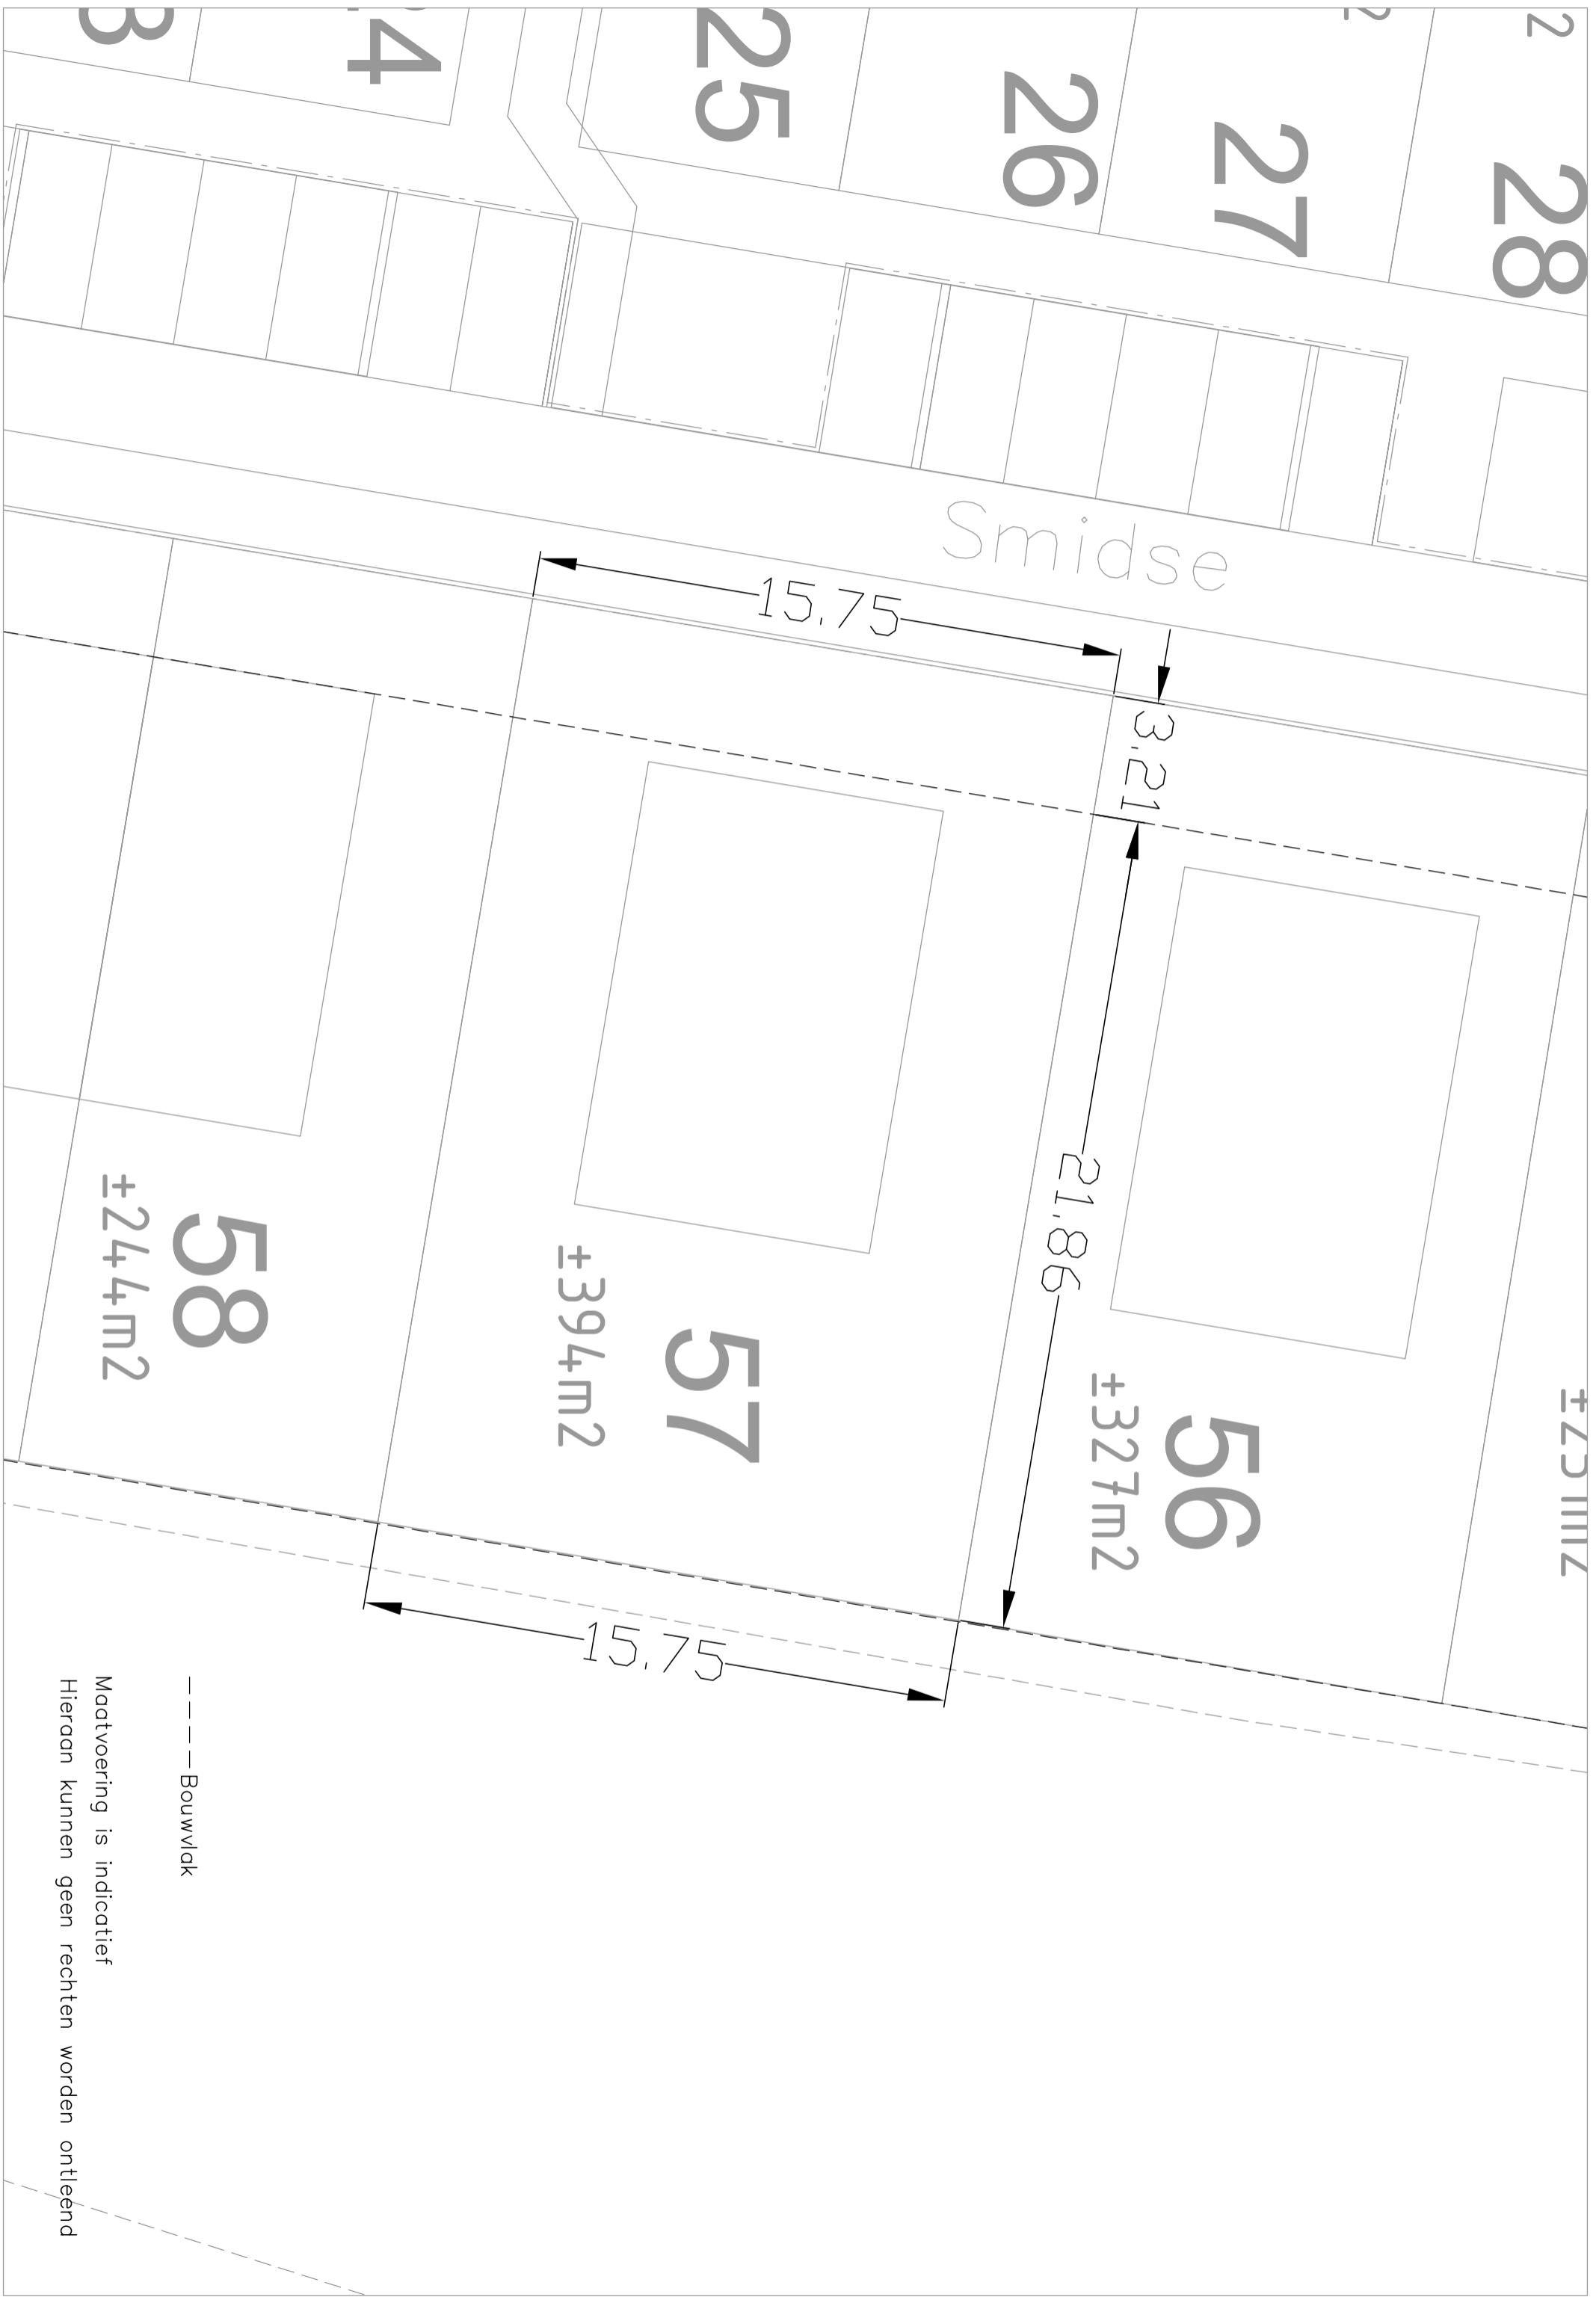 25
26
27
28
Smidse
15.75
3.21
21.86
58
±244m2
57
±394m2
56
±327m2
15.75
Bouwvlak
Maatvoering is indicatief
Hieraan kunnen geen rechten worden ontleend